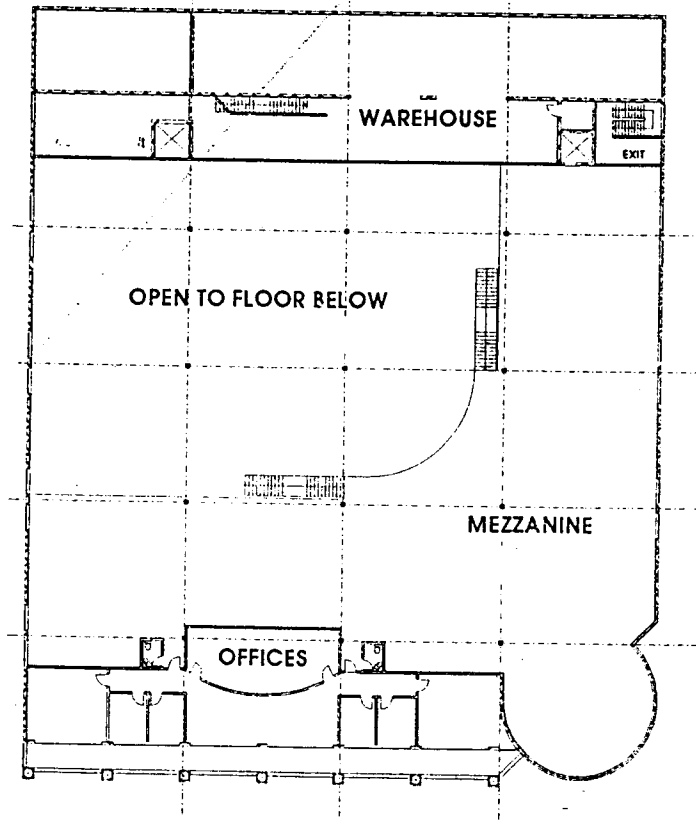 WAREHOUSE
EXIT
OPEN TO FLOOR BELOW
MEZZANINE
OFFICES